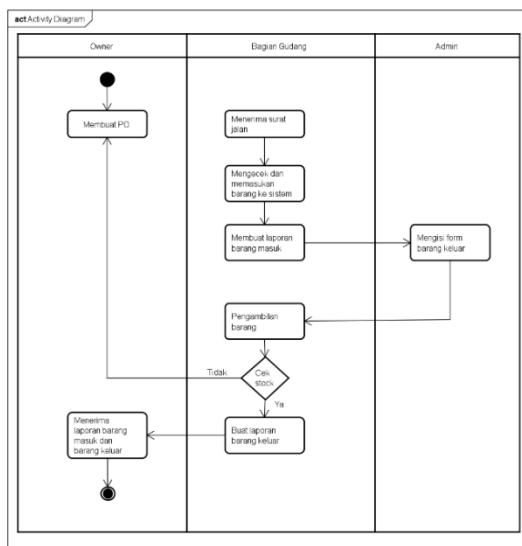 act Activity Diagram
Owner
Bagian Gudang
Admin
Membuat PO
Menerima surat
jalan
Mengecek dan
memasukan
barang ke sistem
Membuat laporan
barang masuk
Mengisi form
barang keluar
Pengambilan
barang
Tidak
Cek
stock
Ya
Menerima
laporan barang
masuk dan
barang keluar
Buat laporan
barang keluar